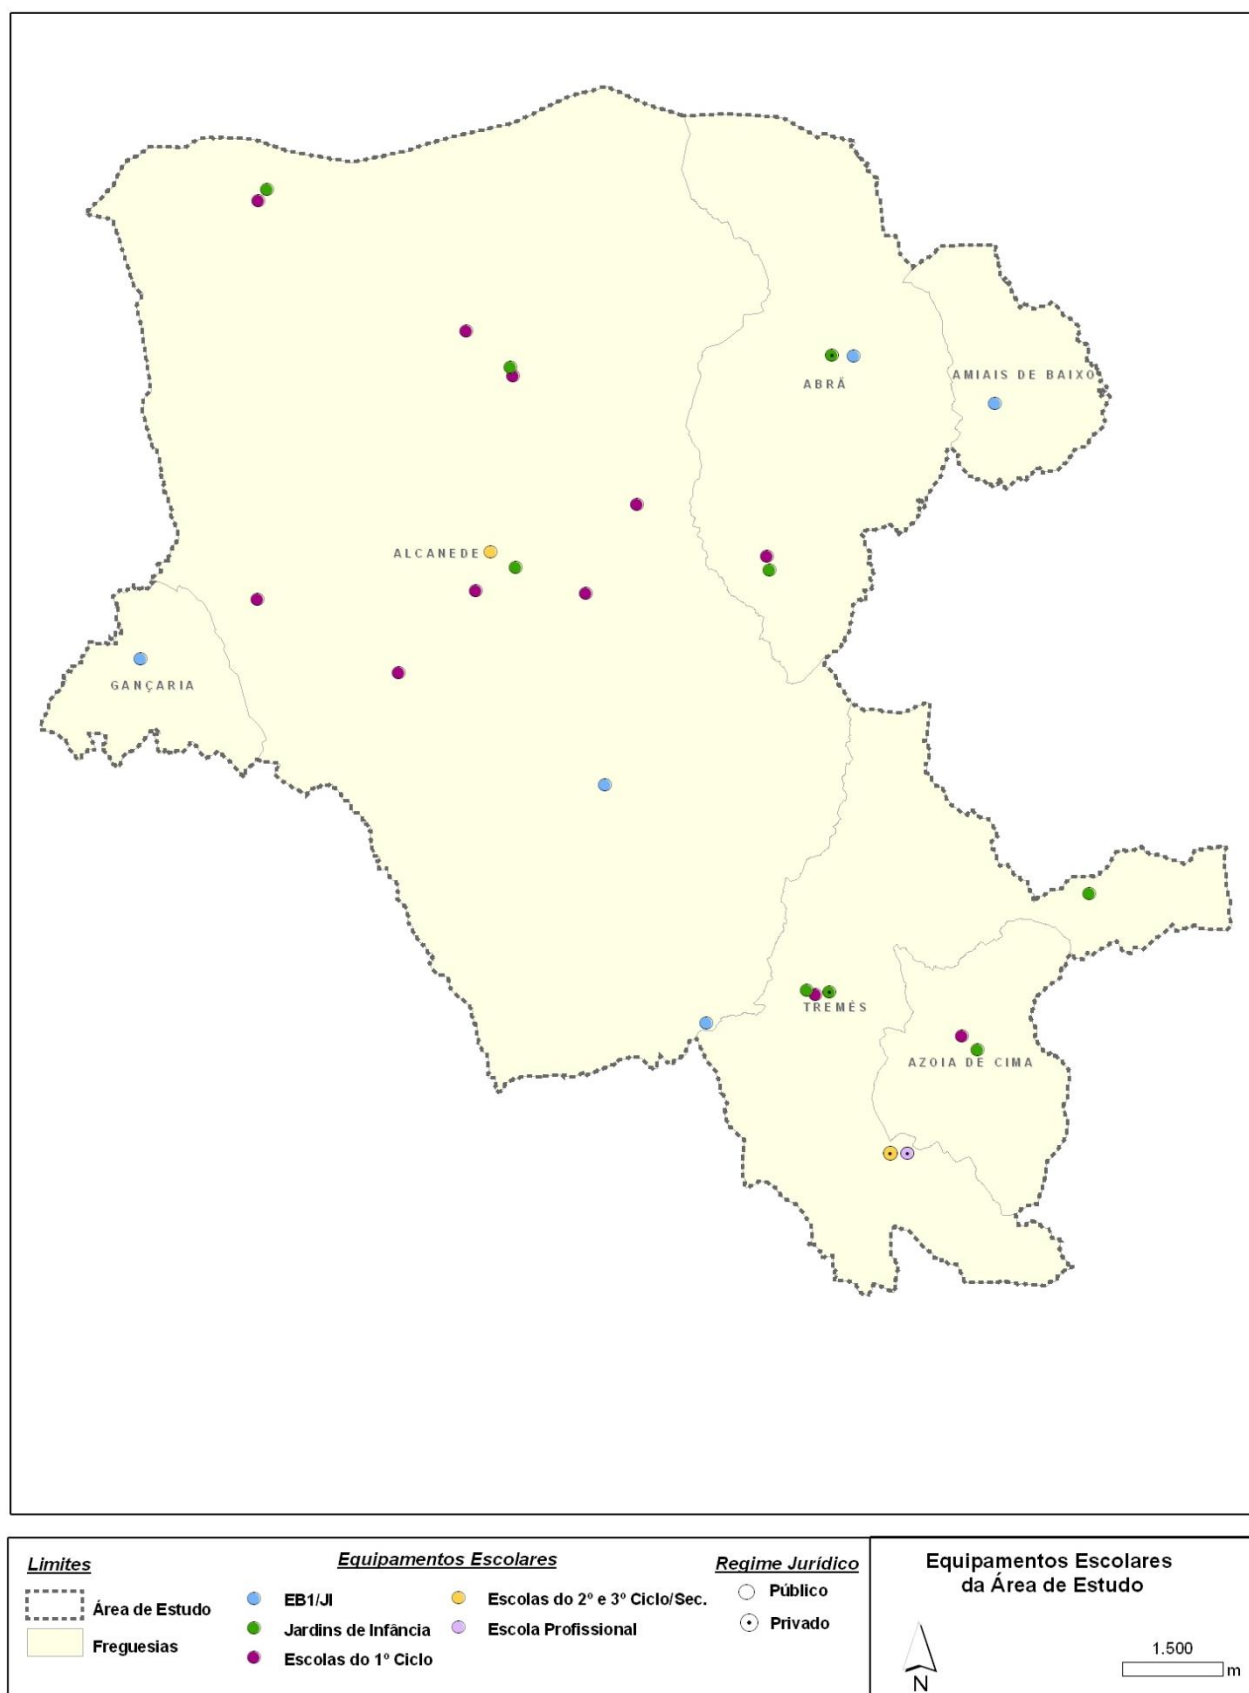 ABRÃ
AMIAIS DE BAIXO
ALCANEDE
GANÇARIA
TREMÊS
AZOIA DE CIMA
Limites
Área de Estudo
Freguesias
Equipamentos Escolares
EB1/JI
Jardins de Infância
Escolas do 1º Ciclo
Escolas do 2º e 3º Ciclo/Sec.
Escola Profissional
Regime Jurídico
Público
Privado
Equipamentos Escolares
da Área de Estudo
N
1.500
m